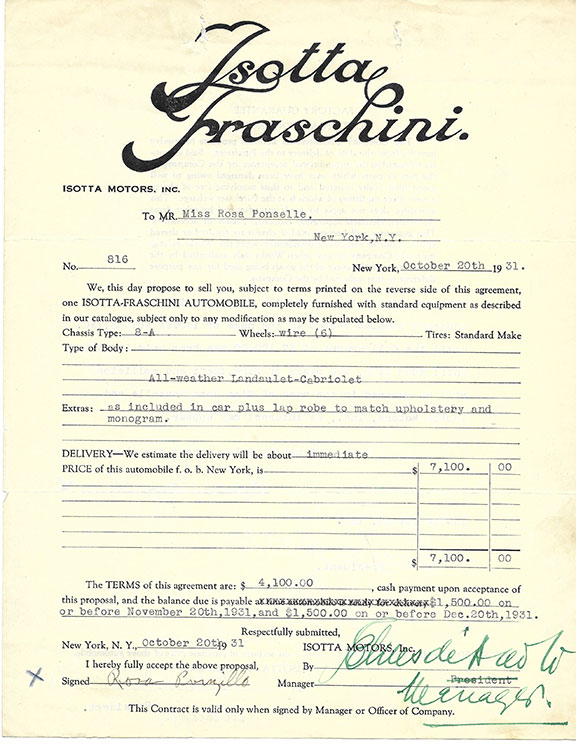 Isotta
Fraschini.
ISOTTA MOTORS, INC.
To MR. Miss Rosa Ponselle,
New York,N.Y.
No. 816
New York, October 20th 1931.
We, this day propose to sell you, subject to terms printed on the reverse side of this agreement,
one ISOTTA-FRASCHINI AUTOMOBILE, completely furnished with standard equipment as described
in our catalogue, subject only to any modification as may be stipulated below.
Chassis Type: 8-A Wheels: wire (6) Tires: Standard Make
Type of Body:
All-weather Landaulet-Cabriolet
Extras: as included in car plus lap robe to match upholstery and
monogram.
DELIVERY—We estimate the delivery will be about immediate
PRICE of this automobile f. o. b. New York, is $ 7,100. 00
$ 7,100. 00
The TERMS of this agreement are: $ 4,100.00, cash payment upon acceptance of
this proposal, and the balance due is payable $1,500.00 on
or before November 20th,1931,and $1,500.00 on or before Dec.20th,1931.
Respectfully submitted,
New York, N. Y., October 20th 1931 ISOTTA MOTORS, Inc.
I hereby fully accept the above proposal, By
X Signed Rosa Ponzillo Manager President
Manager.
This Contract is valid only when signed by Manager or Officer of Company.